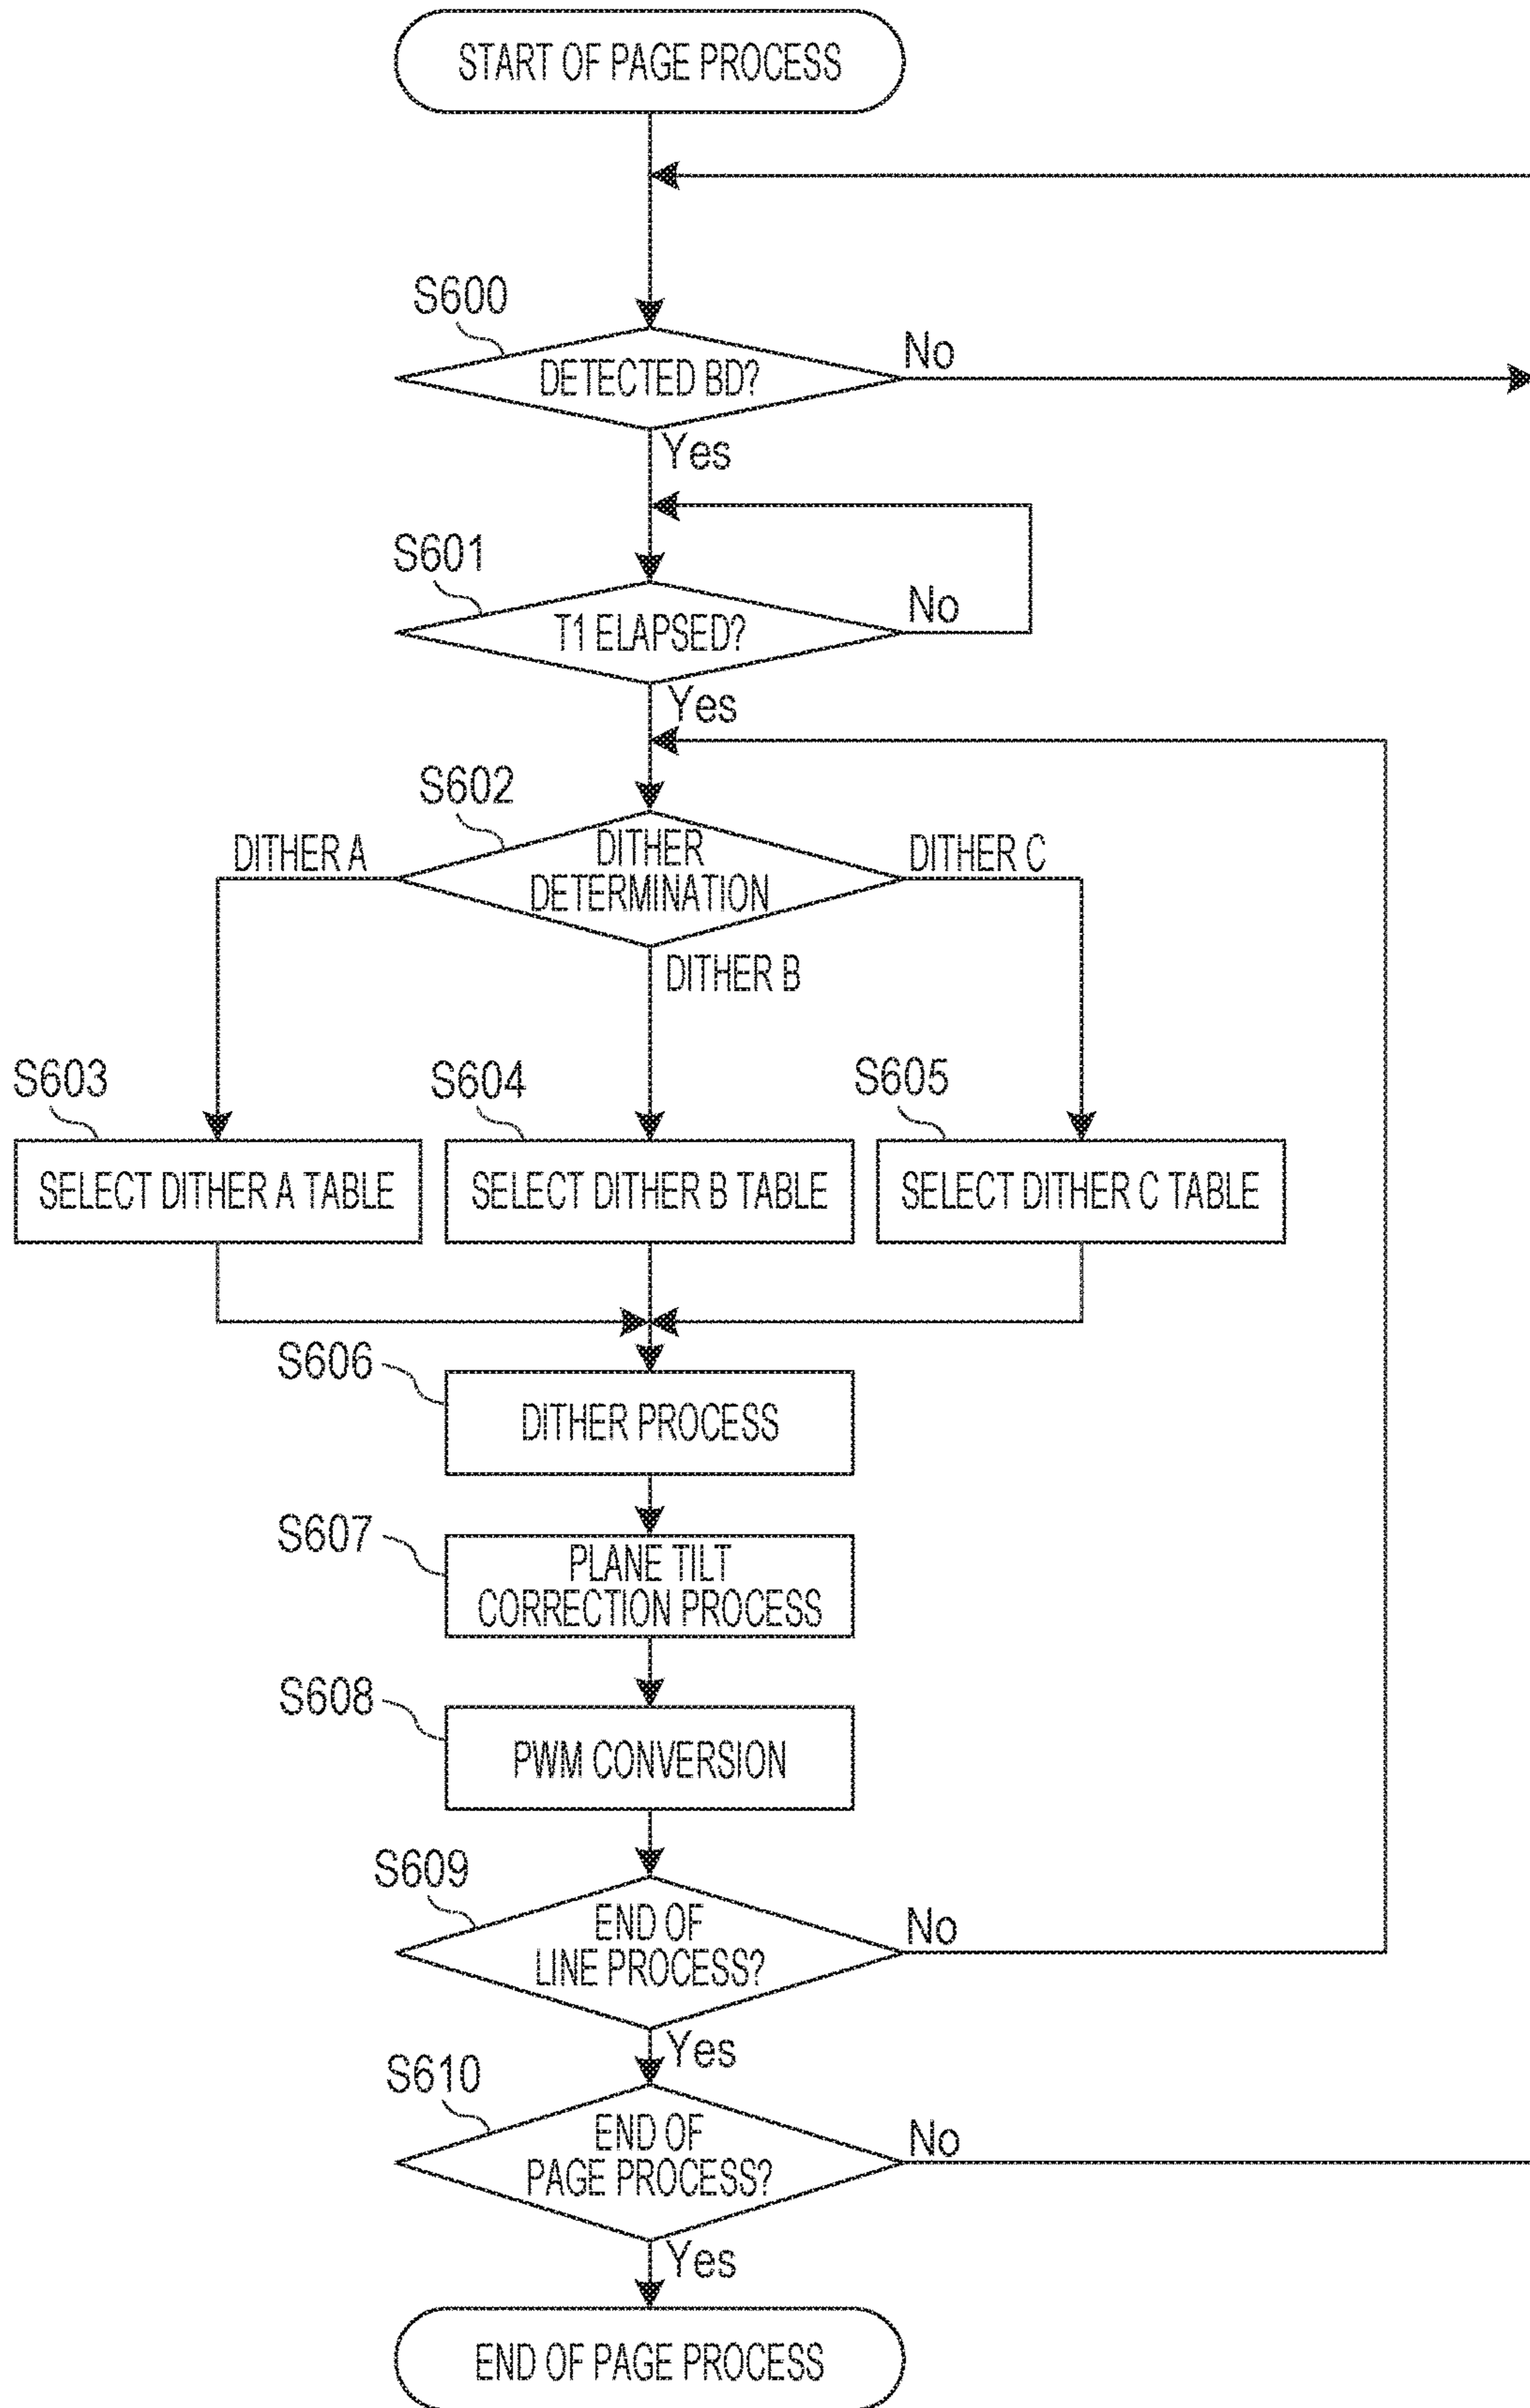 START OF PAGE PROCESS
S600
DETECTED BD?
No
Yes
S601
T1 ELAPSED?
No
Yes
S602
DITHER A
DITHER
DETERMINATION
DITHER C
DITHER B
S603
S604
S605
SELECT DITHER A TABLE
SELECT DITHER B TABLE
SELECT DITHER C TABLE
S606
DITHER PROCESS
S607
PLANE TILT
CORRECTION PROCESS
S608
PWM CONVERSION
S609
END OF
LINE PROCESS?
No
Yes
S610
END OF
PAGE PROCESS?
No
Yes
END OF PAGE PROCESS